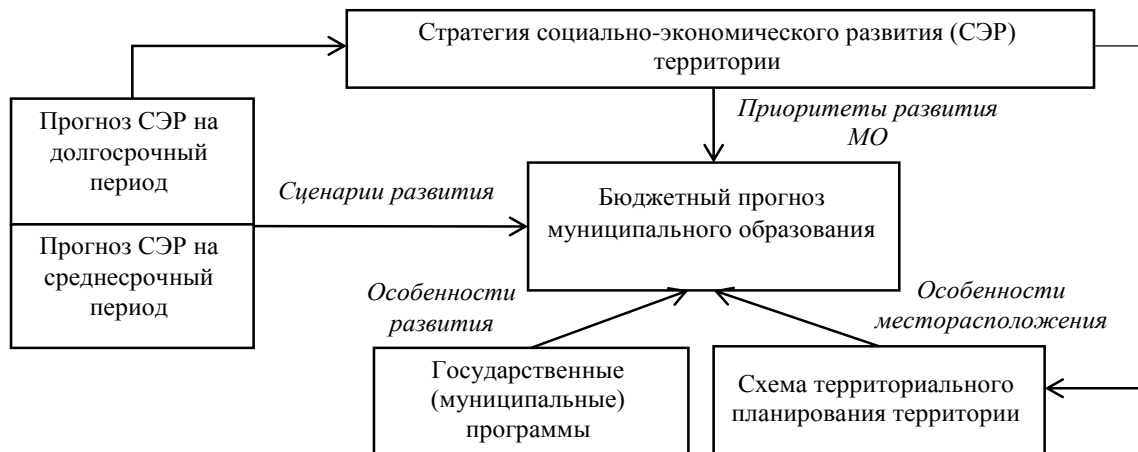 Стратегия социально-экономического развития (СЭР)
территории
Прогноз СЭР на
долгосрочный
период
Приоритеты развития
МО
Сценарии развития
Бюджетный прогноз
муниципального образования
Прогноз СЭР на
среднесрочный
период
Особенности
развития
Особенности
месторасположения
Государственные
(муниципальные)
программы
Схема территориального
планирования территории